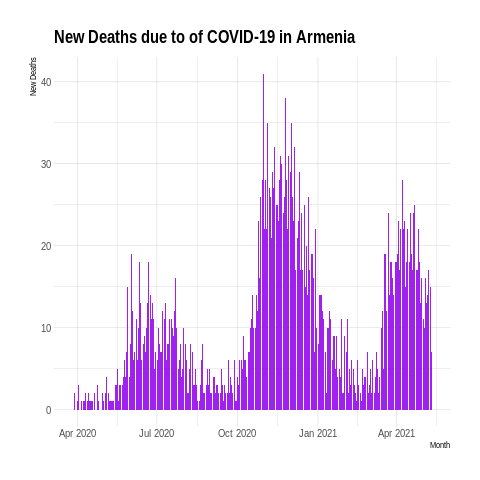 New Deaths due to of COVID-19 in Armenia
New Deaths
40
30
20
10
0
Apr 2020 Jul 2020 Oct 2020 Jan 2021 Apr 2021
Month